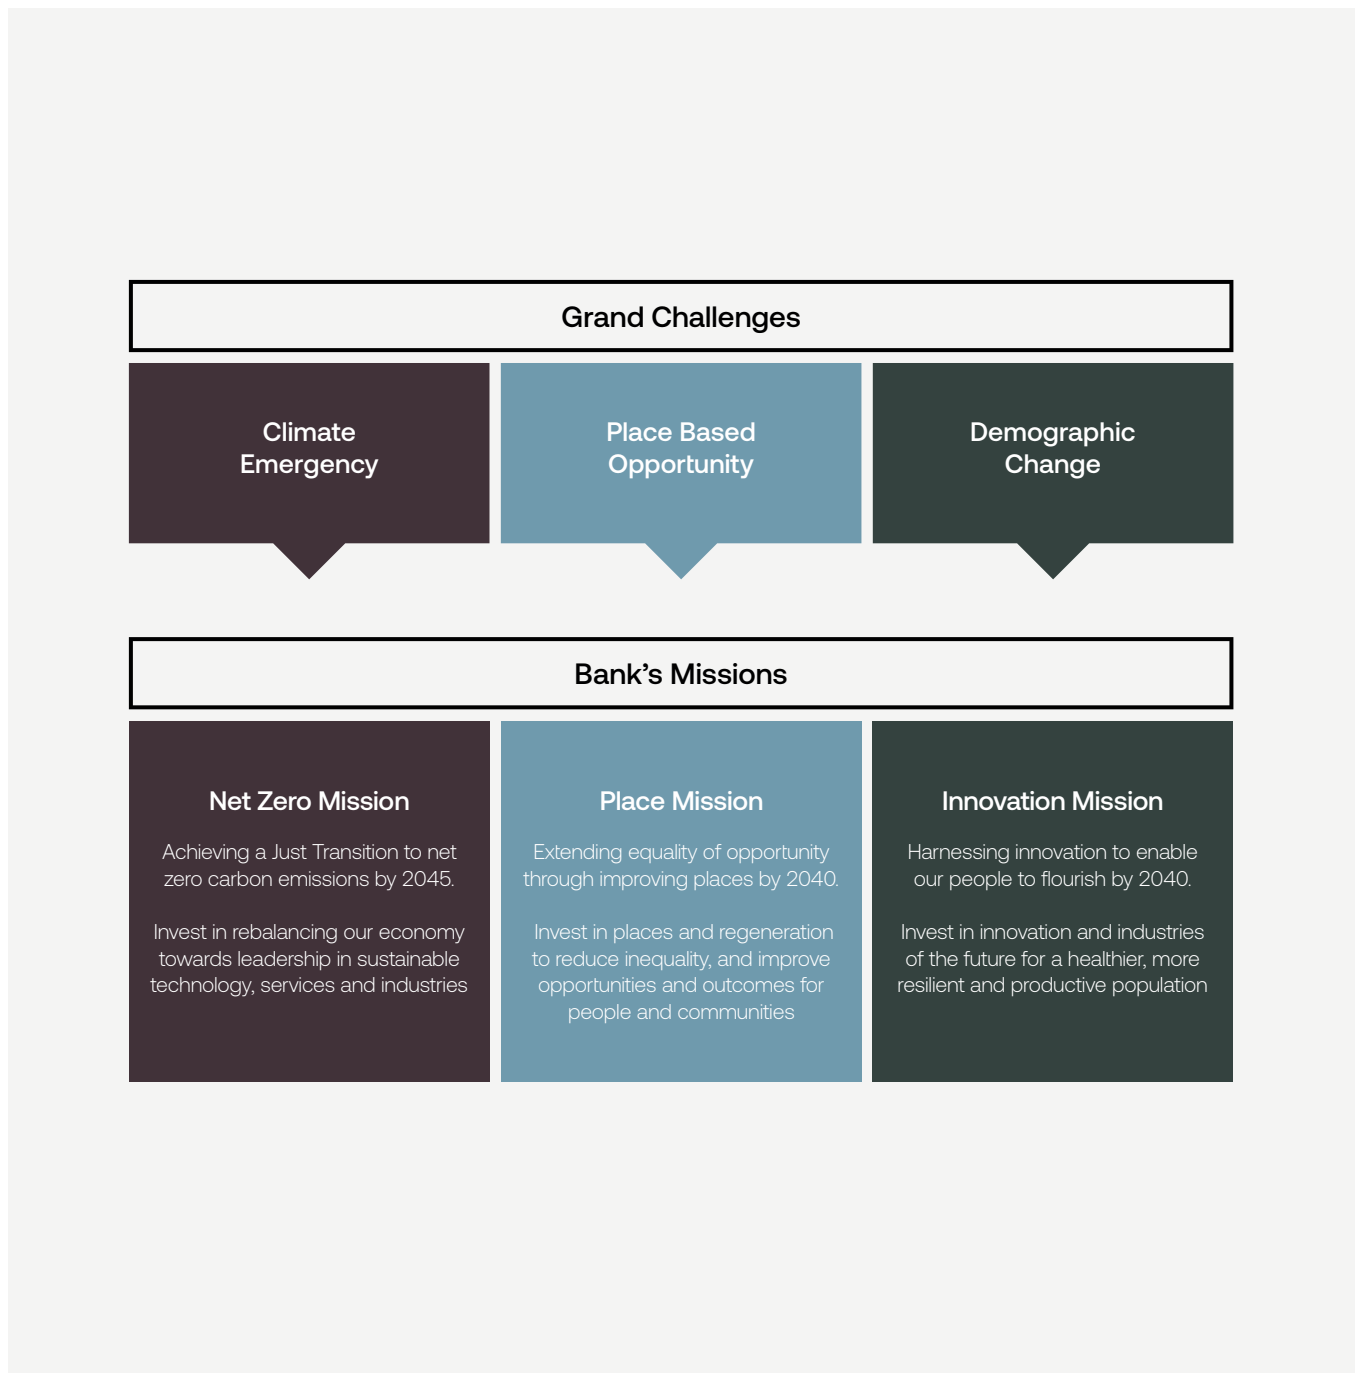 Grand Challenges
Climate
Emergency
Place Based
Opportunity
Demographic
Change
Bank’s Missions
Net Zero Mission
Achieving a Just Transition to net
zero carbon emissions by 2045.
Invest in rebalancing our economy
towards leadership in sustainable
technology, services and industries
Place Mission
Extending equality of opportunity
through improving places by 2040.
Invest in places and regeneration
to reduce inequality, and improve
opportunities and outcomes for
people and communities
Innovation Mission
Harnessing innovation to enable
our people to flourish by 2040.
Invest in innovation and industries
of the future for a healthier, more
resilient and productive population